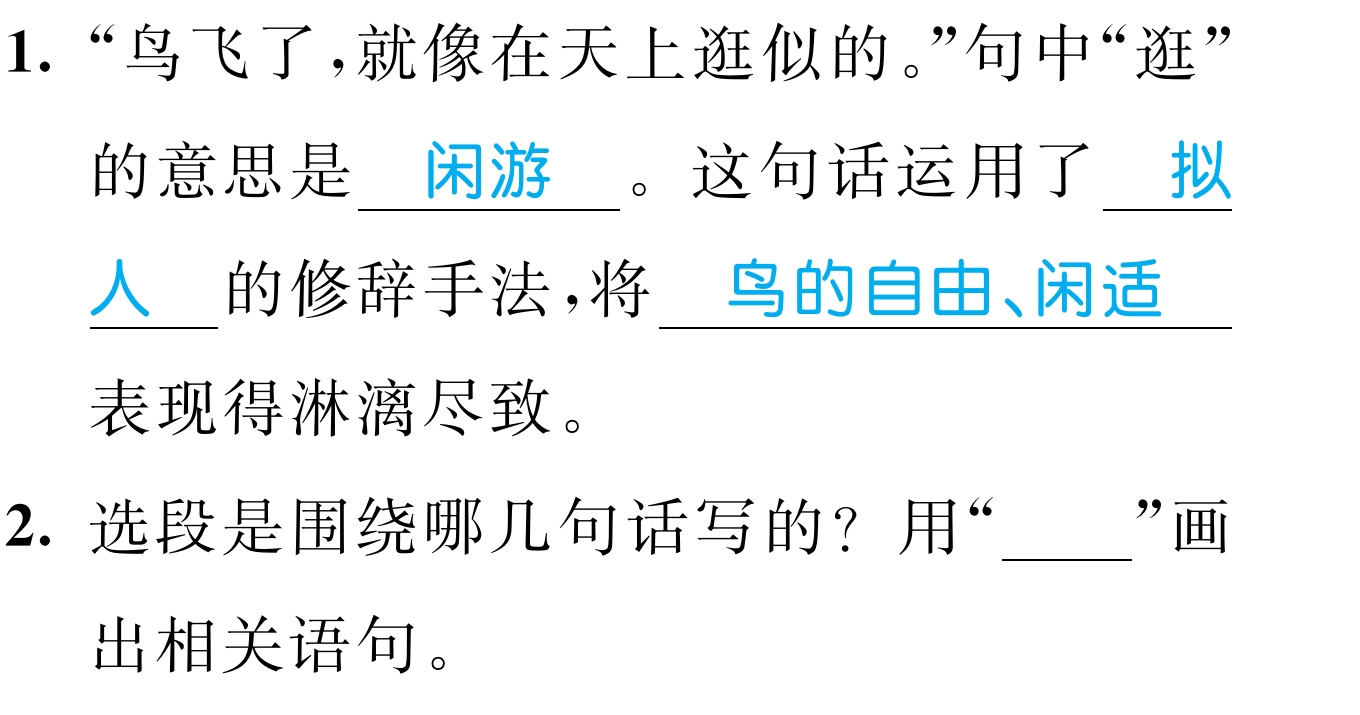 1. “鸟飞了，就像在天上逛似的。”句中“逛”
的意思是 闲游 。这句话运用了 拟
人 的修辞手法，将 鸟的自由、闲适
表现得淋漓尽致。
2. 选段是围绕哪几句话写的？用“____”画
出相关语句。